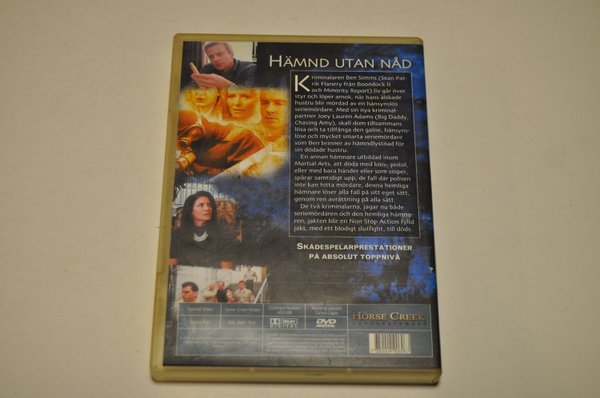 HÄMND UTAN NÅD
Kriminalaren Ben Simms (Sean Pat-
rik Flanery från Boondock II
och Minority Report) liv går över
styr och löper amok, när hans älskade
hustru blir mördad av en hänsynslös
seriemördare. Med sin nya kriminal-
partner Joey Lauren Adams (Big Daddy,
Chasing Amy), skall dom tillsammans
lösa och ta tillfånga den galne, hänsyns-
löse och mycket smarta seriemördare
som Ben brinner av hämndlystnad för
sin dödade hustru.
En annan hämnare utbildad inom
Martial Arts, att döda med kniv, pistol,
eller med bara händer eller som sniper,
spårar samtidigt upp, de fall där polisen
inte kan hitta mördare, denna hemliga
hämnare löser alla fall på sitt eget sätt,
genom ren avrättning på alla sätt.
De två kriminalarna, jagar nu både
seriemördaren och den hemliga hämna-
ren, jakten blir en Non Stop Action fylld
jakt, med ett blodigt slutfight, till döds.
SKÅDESPELARPRESTATIONER
PÅ ABSOLUT TOPPNIVÅ
DOLBY
DIGITAL
DVD
HORSE CREEK